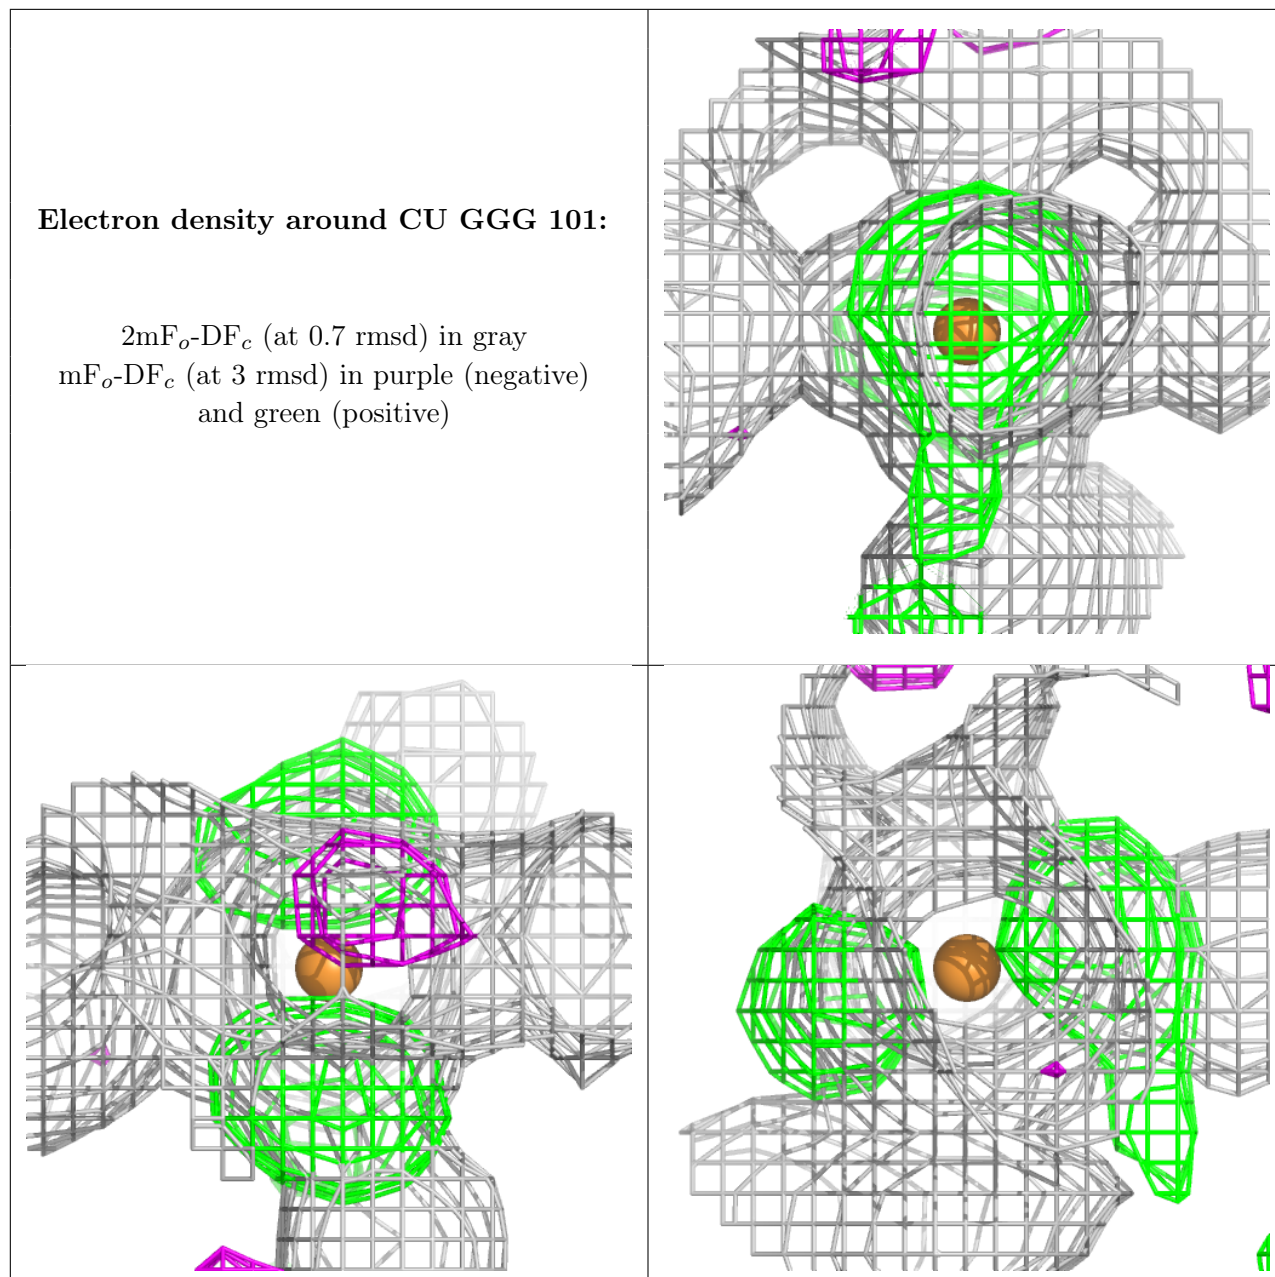 Electron density around CU GGG 101:
2mFo-DFc (at 0.7 rmsd) in gray
mFo-DFc (at 3 rmsd) in purple (negative)
and green (positive)